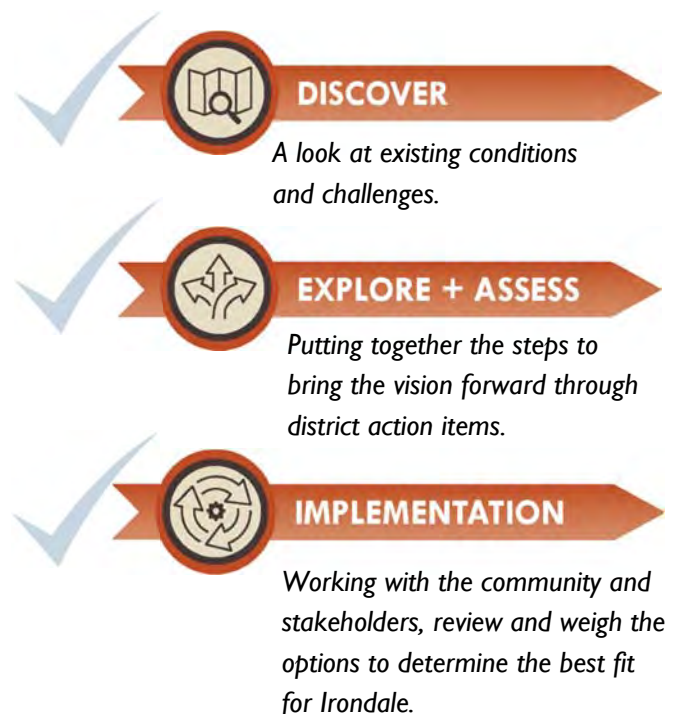 DISCOVER
A look at existing conditions
and challenges.
EXPLORE + ASSESS
Putting together the steps to
bring the vision forward through
district action items.
IMPLEMENTATION
Working with the community and
stakeholders, review and weigh the
options to determine the best fit
for Irondale.